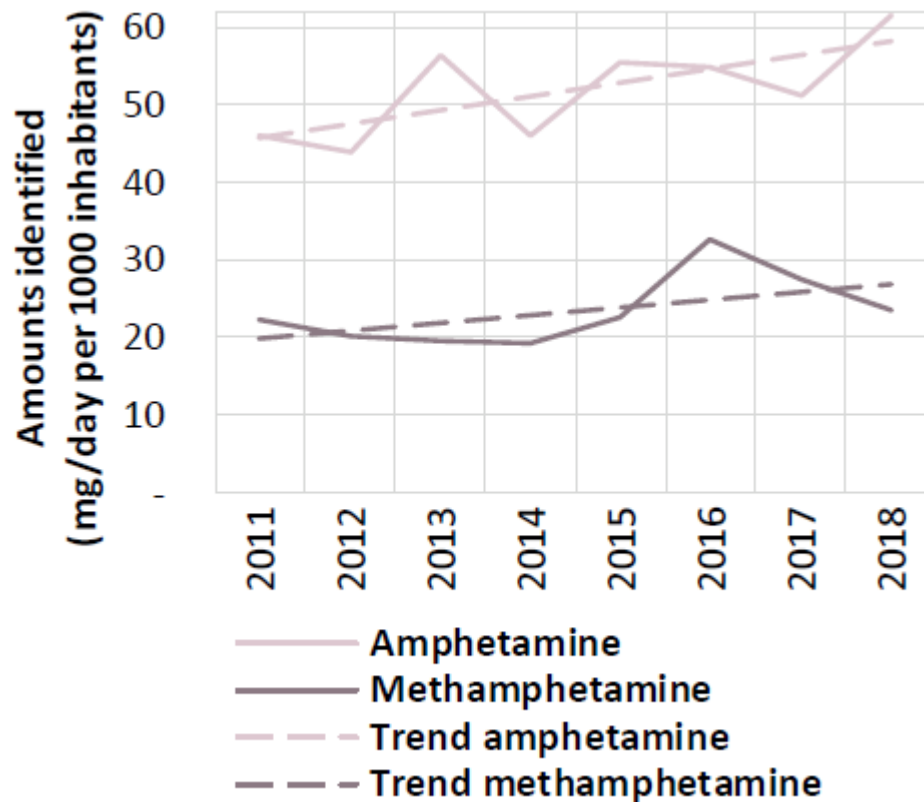 Amounts identified
(mg/day per 1000 inhabitants)
60
50
40
30
20
10
-
2011 2012 2013 2014 2015 2016 2017 2018
Amphetamine
Methamphetamine
Trend amphetamine
Trend methamphetamine